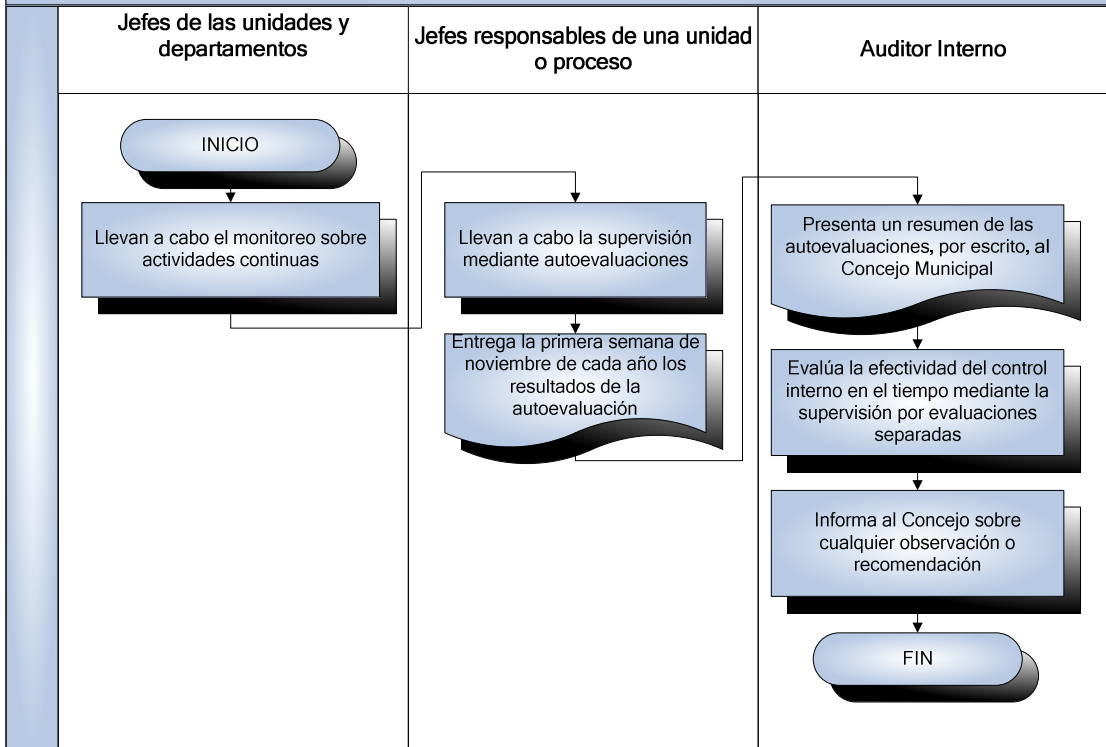 Jefes de las unidades y
departamentos
Jefes responsables de una unidad
o proceso
Auditor Interno
INICIO
Llevan a cabo el monitoreo sobre
actividades continuas
Llevan a cabo la supervisión
mediante autoevaluaciones
Entrega la primera semana de
noviembre de cada año los
resultados de la
autoevaluación
Presenta un resumen de las
autoevaluaciones, por escrito, al
Concejo Municipal
Evalúa la efectividad del control
interno en el tiempo mediante la
supervisión por evaluaciones
separadas
Informa al Concejo sobre
cualquier observación o
recomendación
FIN